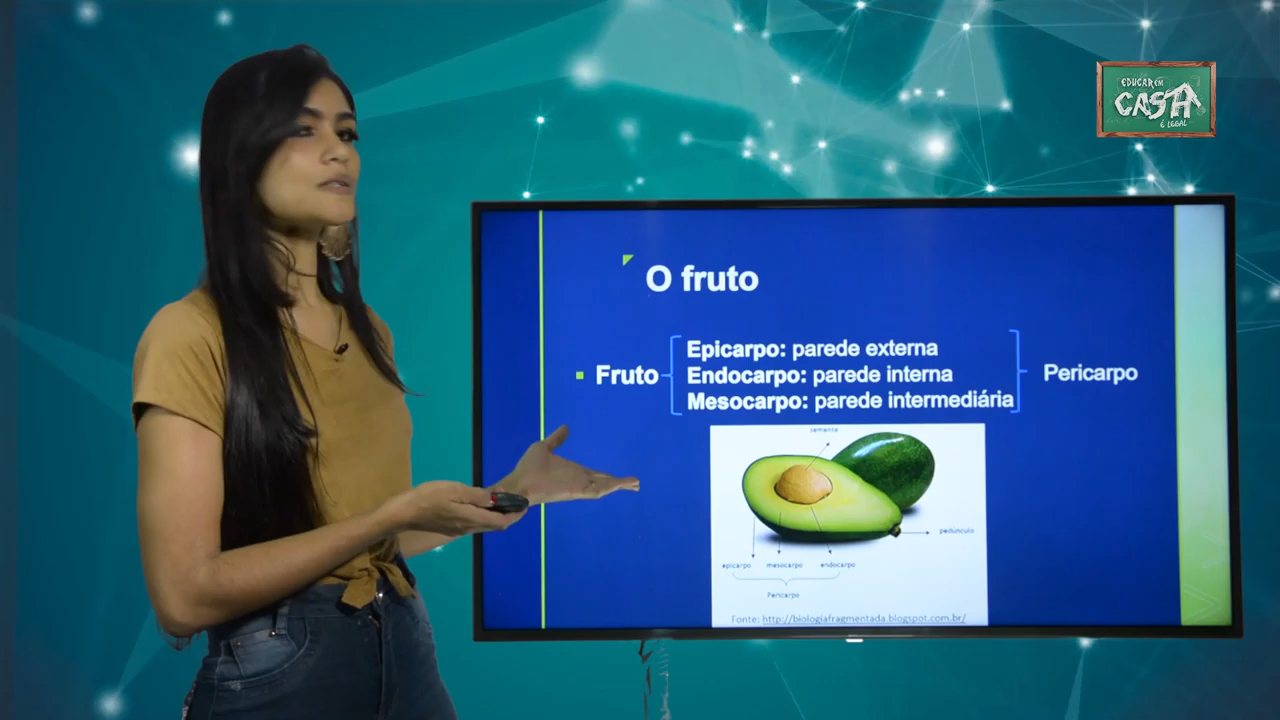 EDUCAR EM
CASA
É LEGAL
O fruto
Fruto
Epicarpo: parede externa
Endocarpo: parede interna
Mesocarpo: parede intermediária
Pericarpo
semente
pedúnculo
epicarpo mesocarpo endocarpo
Pericarpo
Fonte: http://biologiafragmentada.blogspot.com.br/